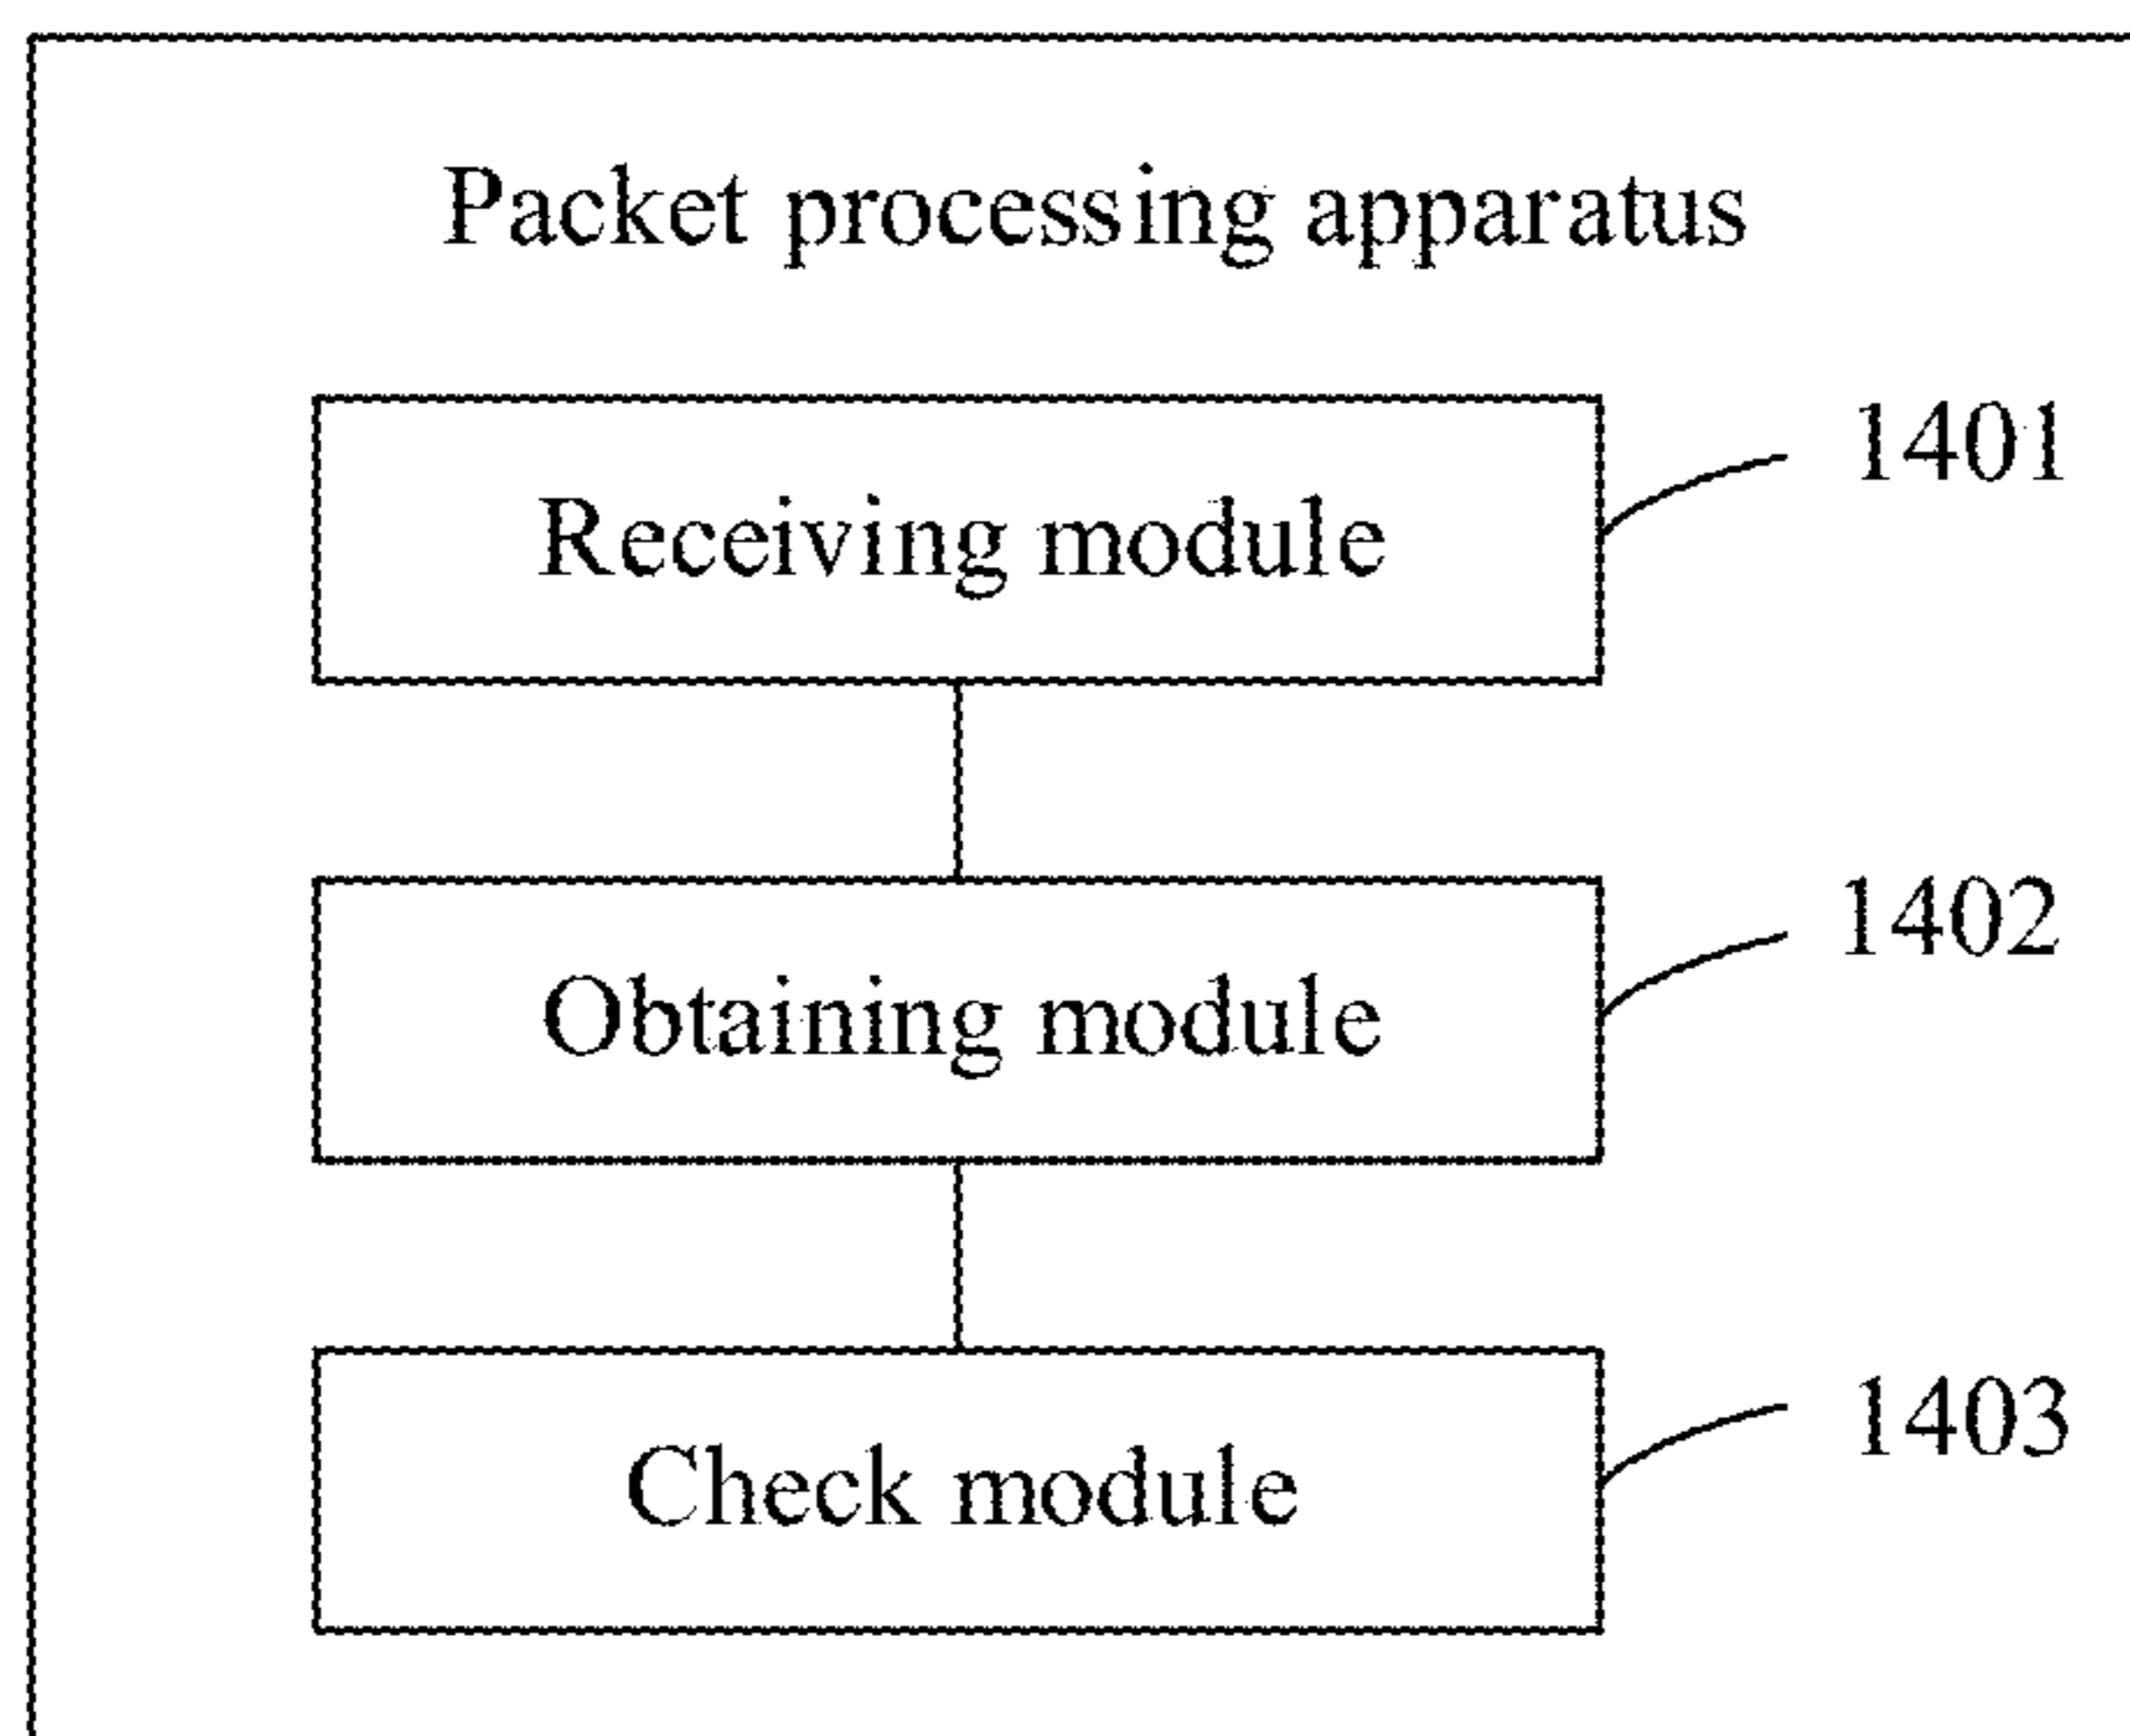 Packet processing apparatus
Receiving module
1401
Obtaining module
1402
Check module
1403